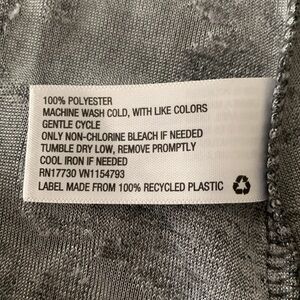 100% POLYESTER
MACHINE WASH COLD, WITH LIKE COLORS
GENTLE CYCLE
ONLY NON-CHLORINE BLEACH IF NEEDED
TUMBLE DRY LOW, REMOVE PROMPTLY
COOL IRON IF NEEDED
RN17730 VN1154793
LABEL MADE FROM 100% RECYCLED PLASTIC